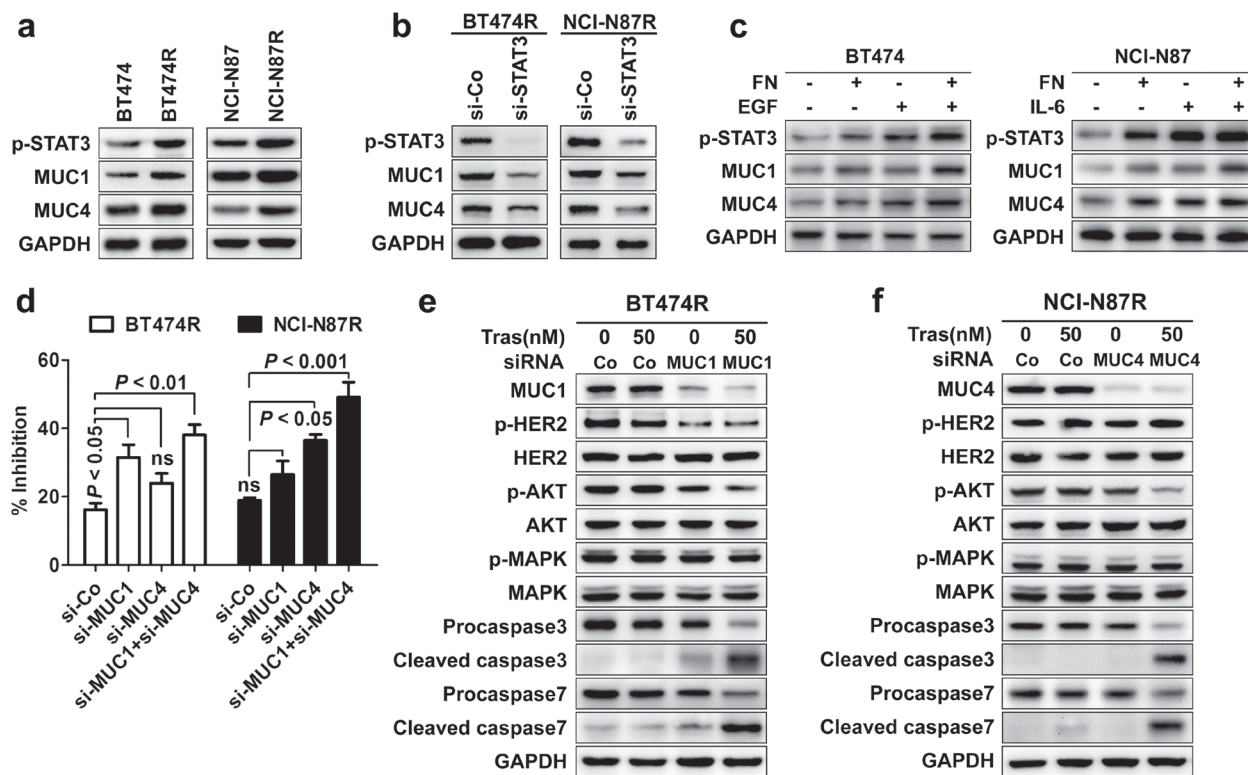 a
BT474
BT474R
NCI-N87
NCI-N87R
p-STAT3
MUC1
MUC4
GAPDH
b
BT474R
NCI-N87R
si-Co
si-STAT3
si-Co
si-STAT3
p-STAT3
MUC1
MUC4
GAPDH
c
BT474
FN - + - +
EGF - - + +
p-STAT3
MUC1
MUC4
GAPDH
NCI-N87
FN - + - +
IL-6 - - + +
p-STAT3
MUC1
MUC4
GAPDH
d
BT474R
NCI-N87R
% Inhibition
60
40
20
0
P < 0.01
P < 0.05
ns
P < 0.001
P < 0.05
ns
si-Co
si-MUC1
si-MUC4
si-MUC1+si-MUC4
si-Co
si-MUC1
si-MUC4
si-MUC1+si-MUC4
e
BT474R
Tras(nM) 0 50 0 50
siRNA Co Co MUC1 MUC1
MUC1
p-HER2
HER2
p-AKT
AKT
p-MAPK
MAPK
Procaspase3
Cleaved caspase3
Procaspase7
Cleaved caspase7
GAPDH
f
NCI-N87R
Tras(nM) 0 50 0 50
siRNA Co Co MUC4 MUC4
MUC4
p-HER2
HER2
p-AKT
AKT
p-MAPK
MAPK
Procaspase3
Cleaved caspase3
Procaspase7
Cleaved caspase7
GAPDH